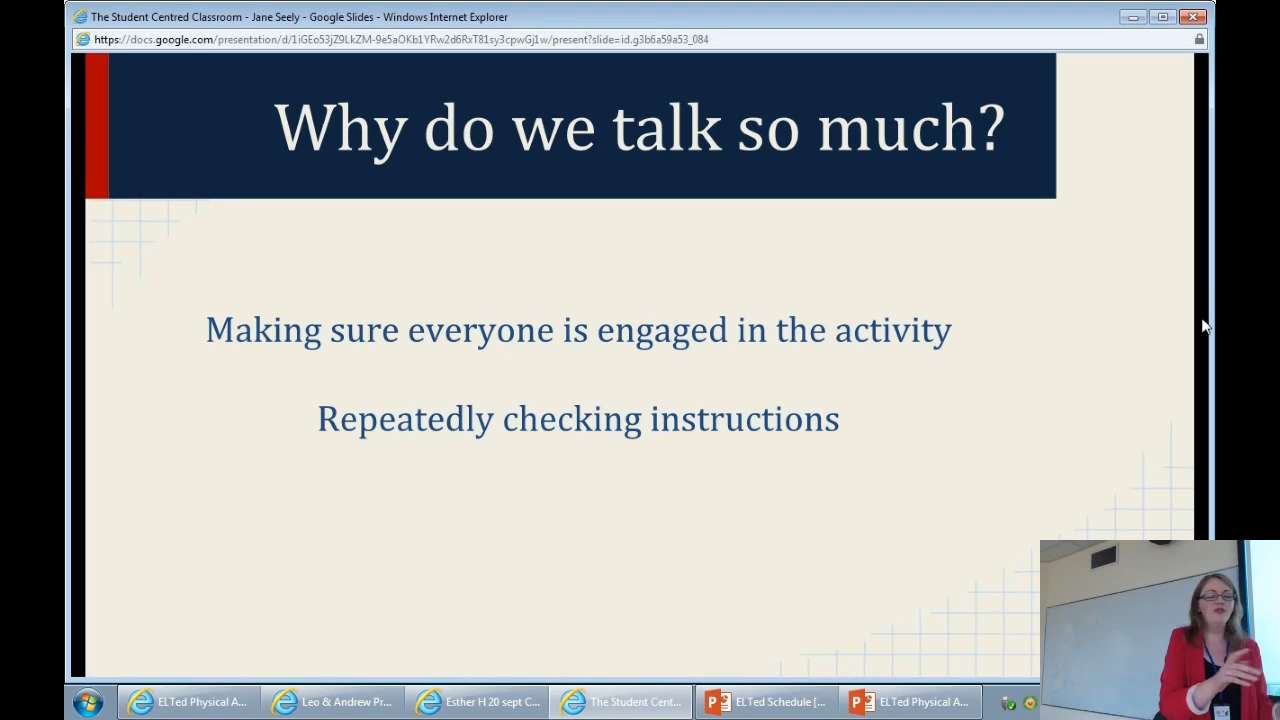 The Student Centred Classroom - Jane Seely - Google Slides - Windows Internet Explorer
https://docs.google.com/presentation/d/1iGEo53jZ9LkZM-9e5aOKb1YRw2d6RxT81sy3cpwGj1w/present?slide=id.g3b6a59a53_084
Why do we talk so much?
Making sure everyone is engaged in the activity
Repeatedly checking instructions
ELTed Physical A... Leo & Andrew Pr... Esther H 20 sept C... The Student Cent... ELTed Schedule [... ELTed Physical A...